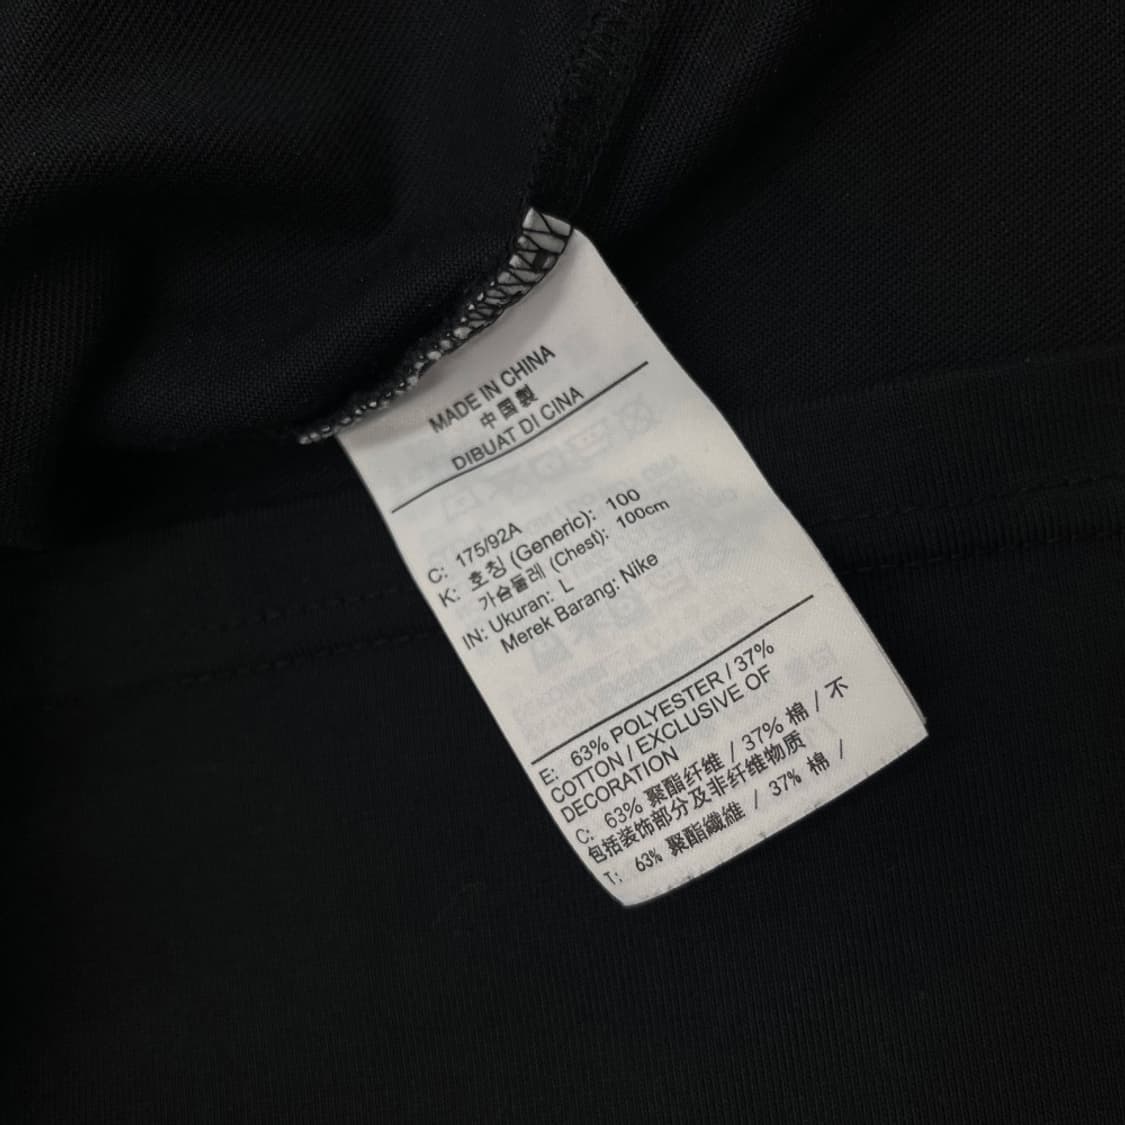 MADE IN CHINA
中国製
DIBUAT DI CINA
C: 175/92A
K: 호칭 (Generic): 100
가슴둘레 (Chest): 100cm
IN: Ukuran: L
Merek Barang: Nike
E: 63% POLYESTER / 37%
COTTON / EXCLUSIVE OF
DECORATION
C: 63% 聚酯纤维 / 37% 棉 / 不
包括装饰部分及非纤维物质
T: 63% 聚酯纖維 / 37% 棉 /